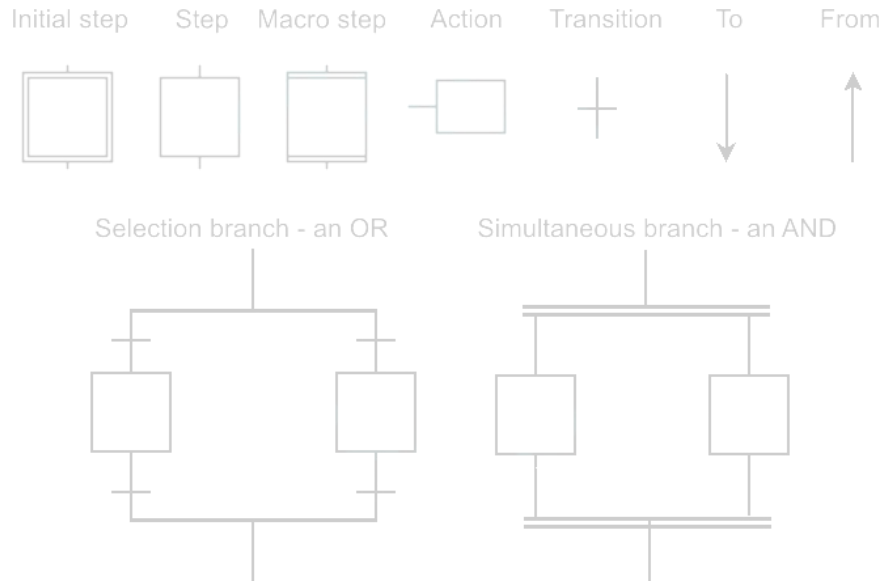 Initial step Step Macro step Action Transition To From
Selection branch - an OR Simultaneous branch - an AND